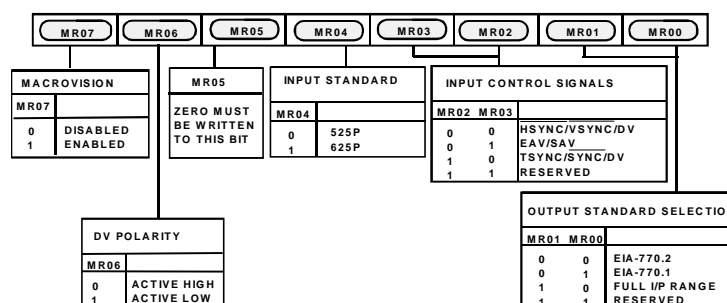 MR07 MR06 MR05 MR04 MR03 MR02 MR01 MR00
MACROVISION
MR07
0 DISABLED
1 ENABLED
MR05
ZERO MUST
BE WRITTEN
TO THIS BIT
INPUT STANDARD
MR04
0 525P
1 625P
INPUT CONTROL SIGNALS
MR02 MR03
0 0 HSYNC/VSYNC/DV
0 1 EAV/SAV
1 0 TSYNC/SYNC/DV
1 1 RESERVED
DV POLARITY
MR06
0 ACTIVE HIGH
1 ACTIVE LOW
OUTPUT STANDARD SELECTIO
MR01 MR00
0 0 EIA-770.2
0 1 EIA-770.1
1 0 FULL I/P RANGE
1 1 RESERVED